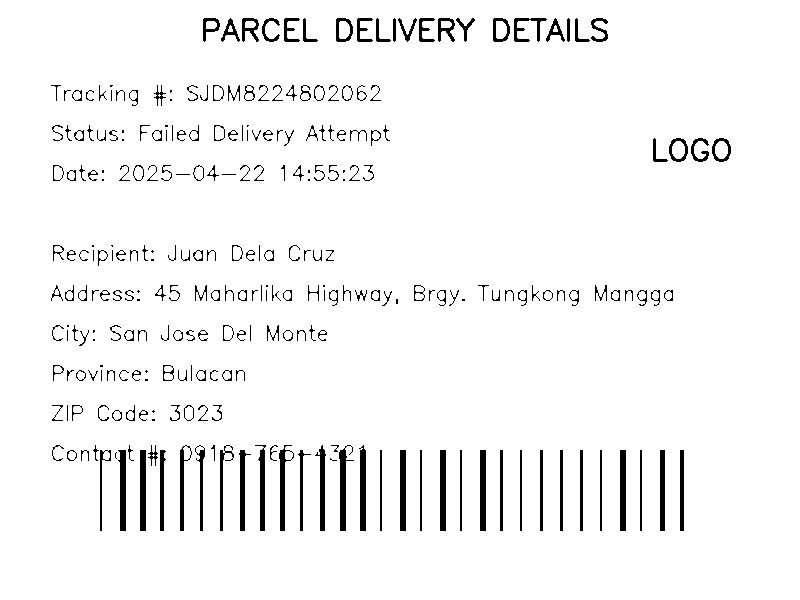 PARCEL DELIVERY DETAILS
Tracking #: SJDM8224802062
Status: Failed Delivery Attempt
LOGO
Date: 2025-04-22 14:55:23
Recipient: Juan Dela Cruz
Address: 45 Maharlika Highway, Brgy. Tungkong Mangga
City: San Jose Del Monte
Province: Bulacan
ZIP Code: 3023
Contact #: 0918-765-4321